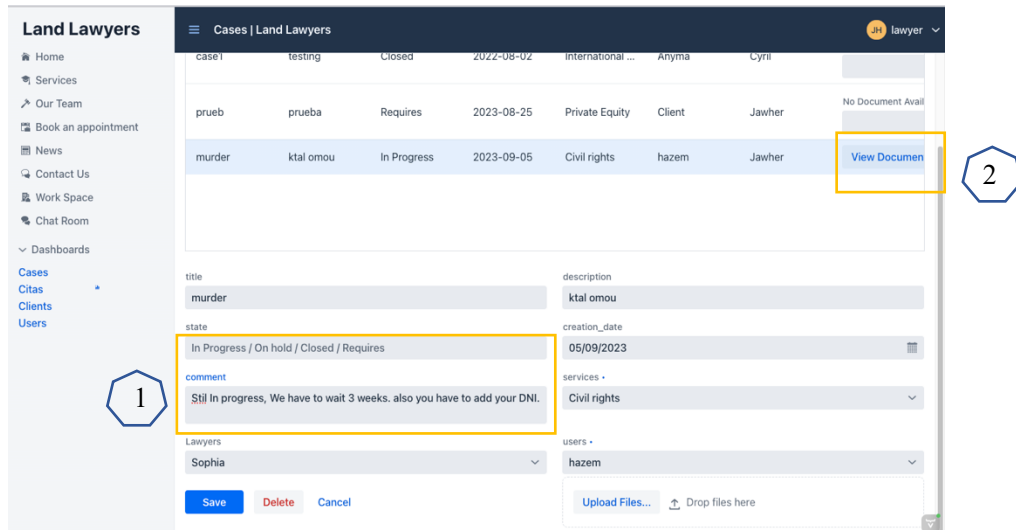 Land Lawyers
Cases | Land Lawyers
JH lawyer
Home
Services
Our Team
Book an appointment
News
Contact Us
Work Space
Chat Room
Dashboards
Cases
Citas *
Clients
Users
case1 testing Closed 2022-08-02 International ... Anyma Cyril
No Document Avail
prueb prueba Requires 2023-08-25 Private Equity Client Jawher
murder ktal omou In Progress 2023-09-05 Civil rights hazem Jawher View Documen
2
title
murder
description
ktal omou
state
In Progress / On hold / Closed / Requires
creation_date
05/09/2023
1
comment
Stil In progress, We have to wait 3 weeks. also you have to add your DNI.
services •
Civil rights
Lawyers
Sophia
users •
hazem
Save Delete Cancel
Upload Files... Drop files here